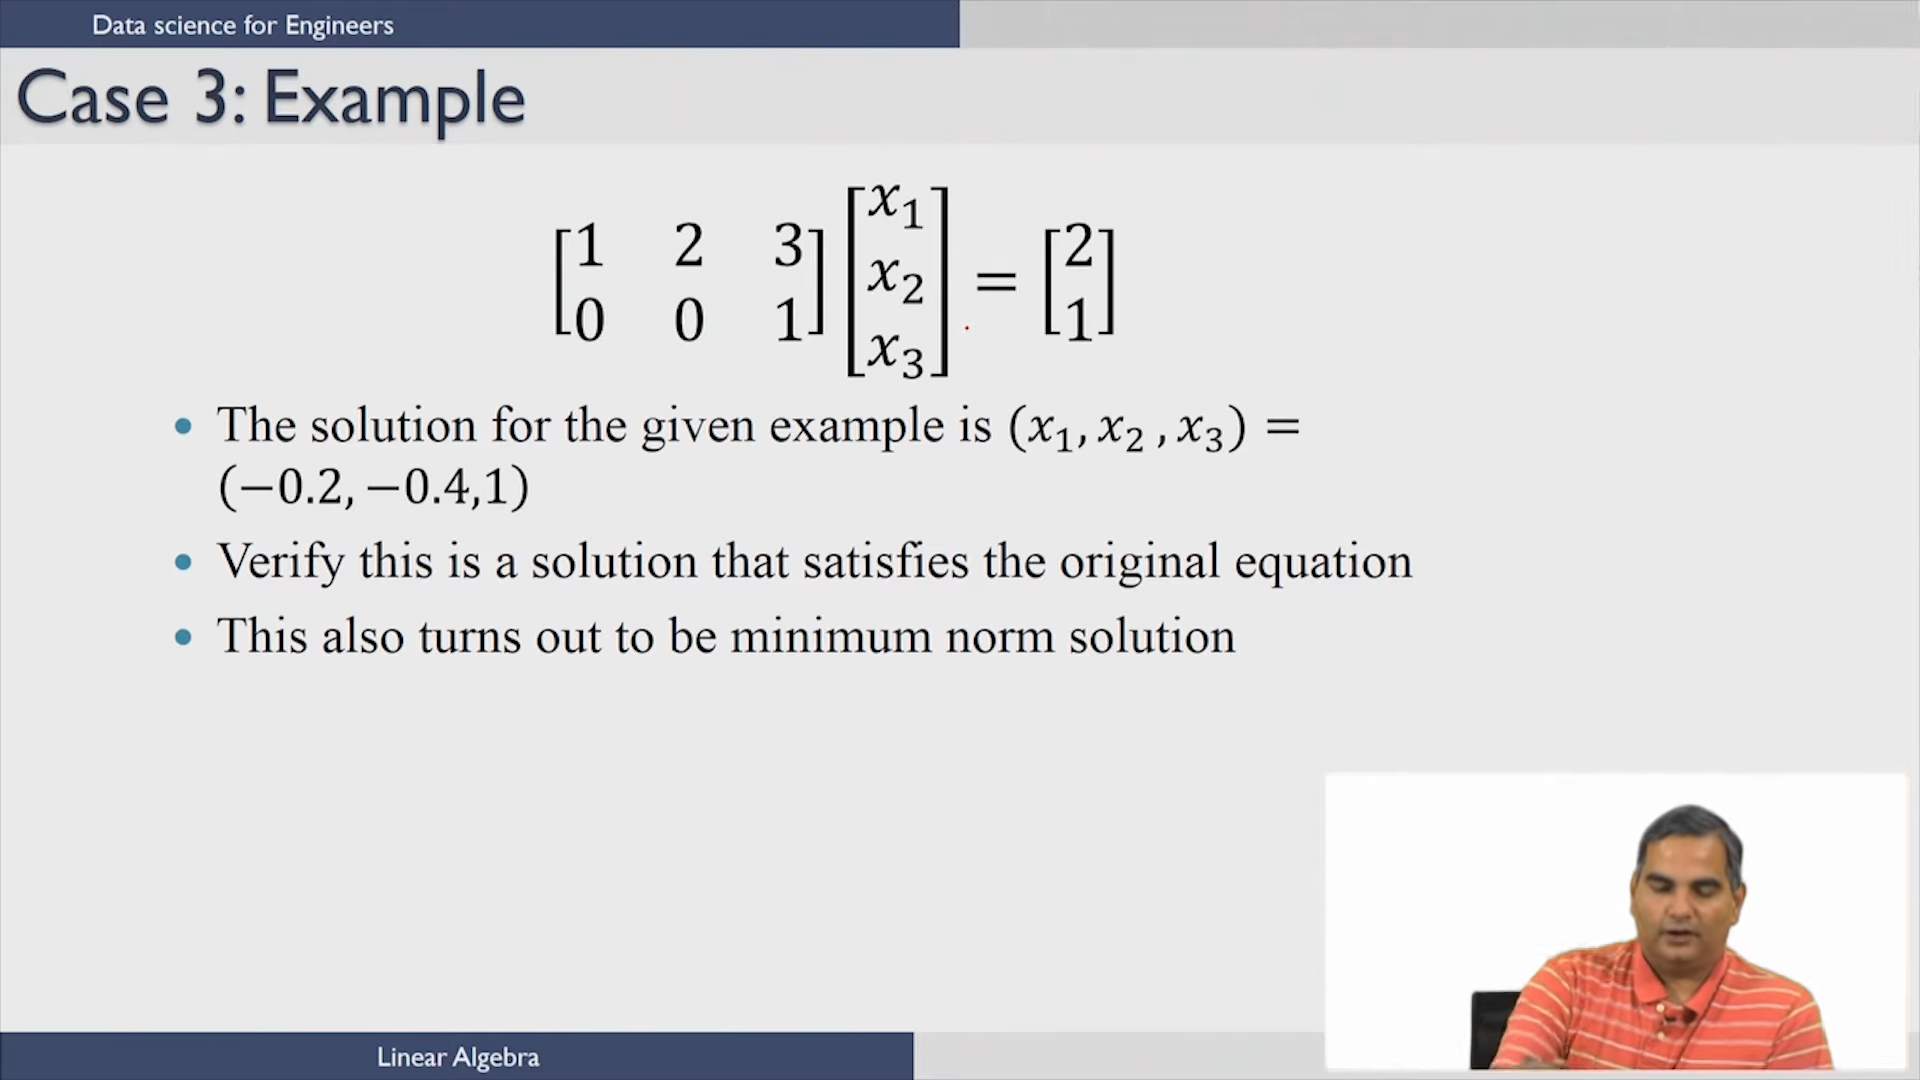 Data science for Engineers
Case 3: Example
[1 2 3
0 0 1] [x₁
x₂
x₃] = [2
1]
• The solution for the given example is (x₁, x₂ , x₃) =
(−0.2, −0.4,1)
• Verify this is a solution that satisfies the original equation
• This also turns out to be minimum norm solution
Linear Algebra